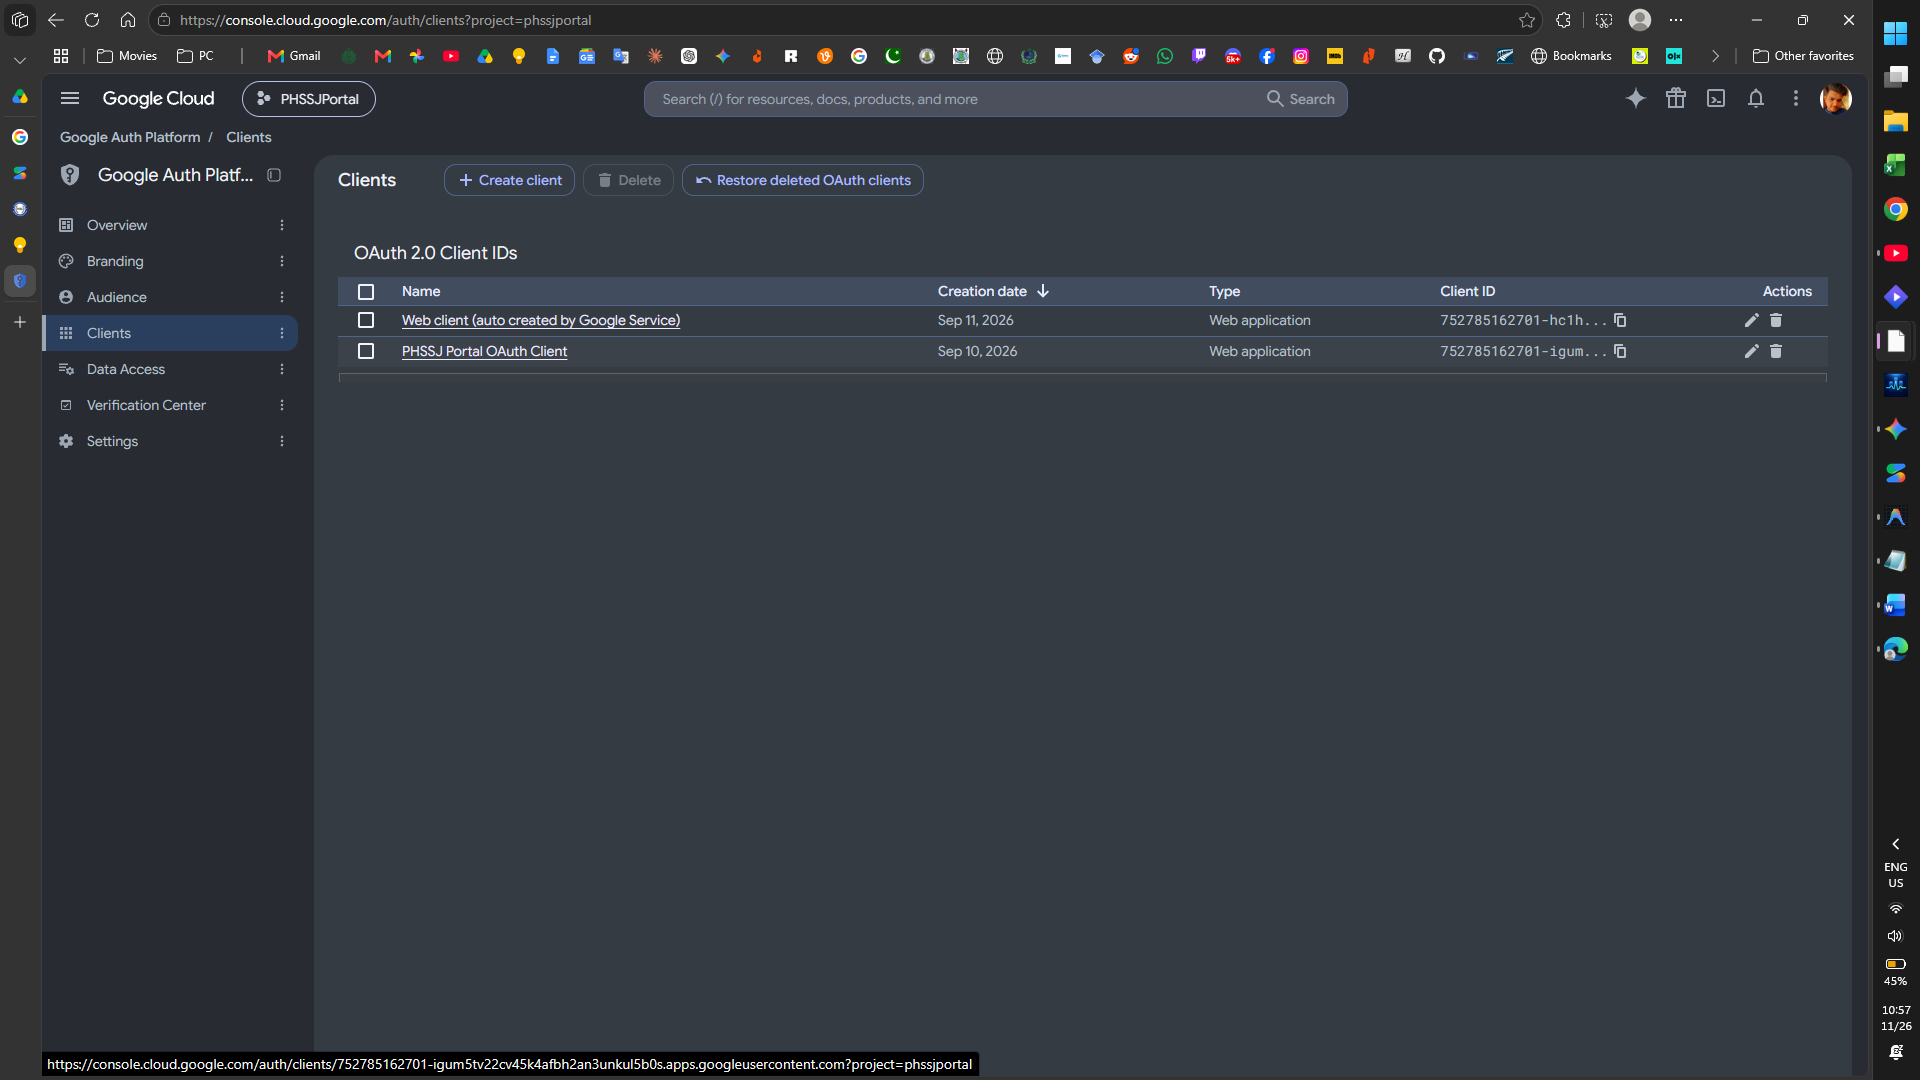 https://console.cloud.google.com/auth/clients?project=phssjportal
Movies
PC
Gmail
Bookmarks
Other favorites
Google Cloud
PHSSJPortal
Search (/) for resources, docs, products, and more
Search
Google Auth Platform / Clients
Google Auth Platf...
Overview
Branding
Audience
Clients
Data Access
Verification Center
Settings
Clients
Create client
Delete
Restore deleted OAuth clients
OAuth 2.0 Client IDs
Name Creation date Type Client ID Actions
Web client (auto created by Google Service) Sep 11, 2026 Web application 752785162701-hc1h...
PHSSJ Portal OAuth Client Sep 10, 2026 Web application 752785162701-igum...
ENG
US
45%
10:57
11/26
https://console.cloud.google.com/auth/clients/752785162701-igum5tv22cv45k4afbh2an3unkul5b0s.apps.googleusercontent.com?project=phssjportal